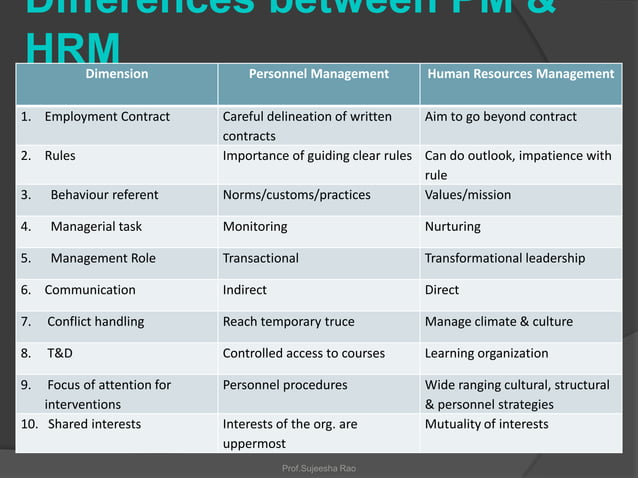 Differences between PM &
HRM
Dimension Personnel Management Human Resources Management
1. Employment Contract Careful delineation of written contracts Aim to go beyond contract
2. Rules Importance of guiding clear rules Can do outlook, impatience with rule
3. Behaviour referent Norms/customs/practices Values/mission
4. Managerial task Monitoring Nurturing
5. Management Role Transactional Transformational leadership
6. Communication Indirect Direct
7. Conflict handling Reach temporary truce Manage climate & culture
8. T&D Controlled access to courses Learning organization
9. Focus of attention for interventions Personnel procedures Wide ranging cultural, structural & personnel strategies
10. Shared interests Interests of the org. are uppermost Mutuality of interests
Prof.Sujeesha Rao